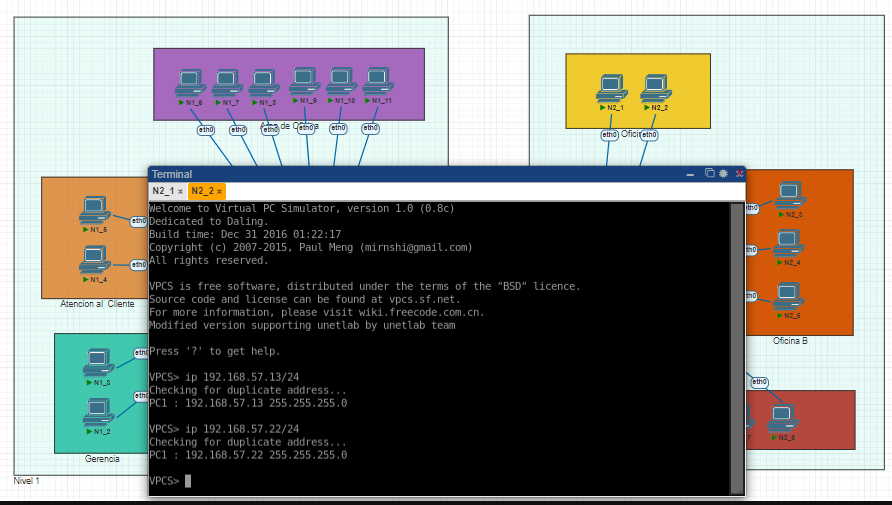 N1_6 N1_7 N1_8 N1_9 N1_10 N1_11
N2_1 N2_2
eth0 eth0 eth0 eth0 eth0 eth0
de
eth0 eth0
Terminal
N2_1 × N2_2 ×
Welcome to Virtual PC Simulator, version 1.0 (0.8c)
Dedicated to Daling.
Build time: Dec 31 2016 01:22:17
Copyright (c) 2007-2015, Paul Meng (mirnshi@gmail.com)
All rights reserved.
VPCS is free software, distributed under the terms of the "BSD" licence.
Source code and license can be found at vpcs.sf.net.
For more information, please visit wiki.freecode.com.cn.
Modified version supporting unetlab by unetlab team
Press '?' to get help.
VPCS> ip 192.168.57.13/24
Checking for duplicate address...
PC1 : 192.168.57.13 255.255.255.0
VPCS> ip 192.168.57.22/24
Checking for duplicate address...
PC1 : 192.168.57.22 255.255.255.0
VPCS>
N1_5
eth0
N1_4
eth0
Atencion al Cliente
N1_3
eth0
N1_2
eth0
Gerencia
Nivel 1
N2_3
N2_4
Oficina B
eth0